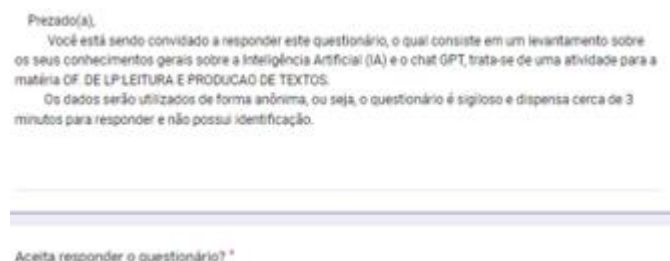 Prezado(a),
Você está sendo convidado a responder este questionário, o qual consiste em um levantamento sobre
os seus conhecimentos gerais sobre a Inteligência Artificial (IA) e o chat GPT, trata-se de uma atividade para a
matéria OF. DE LP:LEITURA E PRODUCAO DE TEXTOS.
Os dados serão utilizados de forma anônima, ou seja, o questionário é sigiloso e dispensa cerca de 3
minutos para responder e não possui identificação.
Aceita responder o questionário? *